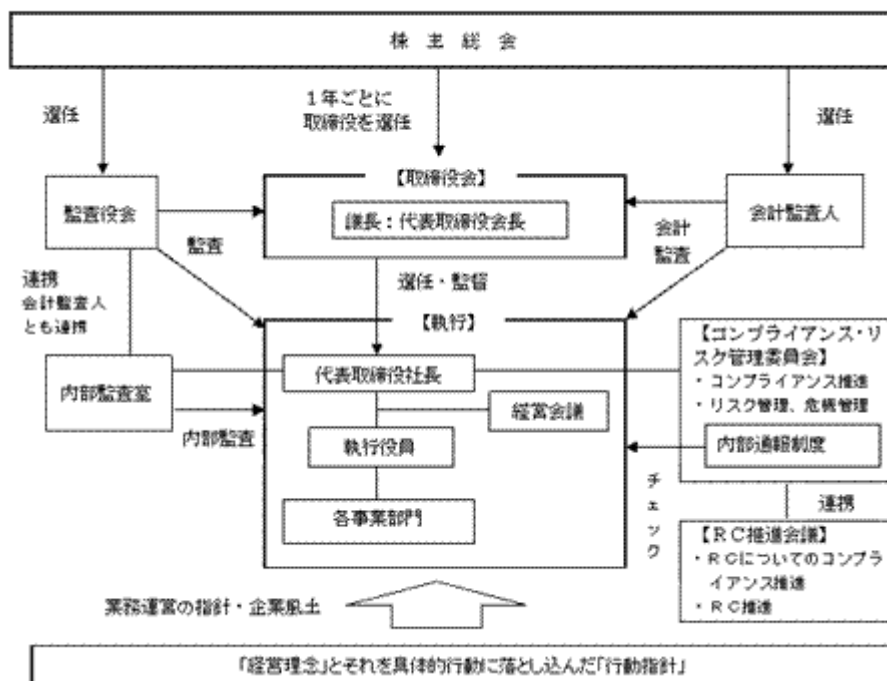 株主総会
選任
1年ごとに
取締役を選任
選任
【取締役会】
議長:代表取締役会長
監査役会
会計監査人
監査
会計
監査
連携
会計監査人
とも連携
選任・監督
【執行】
代表取締役社長
経営会議
執行役員
各事業部門
内部監査室
内部監査
【コンプライアンス・リ
スク管理委員会】
・コンプライアンス推進
・リスク管理、危機管理
内部通報制度
チェック
連携
【RC推進会議】
・RCについてのコンプラ
イアンス推進
・RC推進
業務運営の指針・企業風土
「経営理念」とそれを具体的行動に落とし込んだ「行動指針」